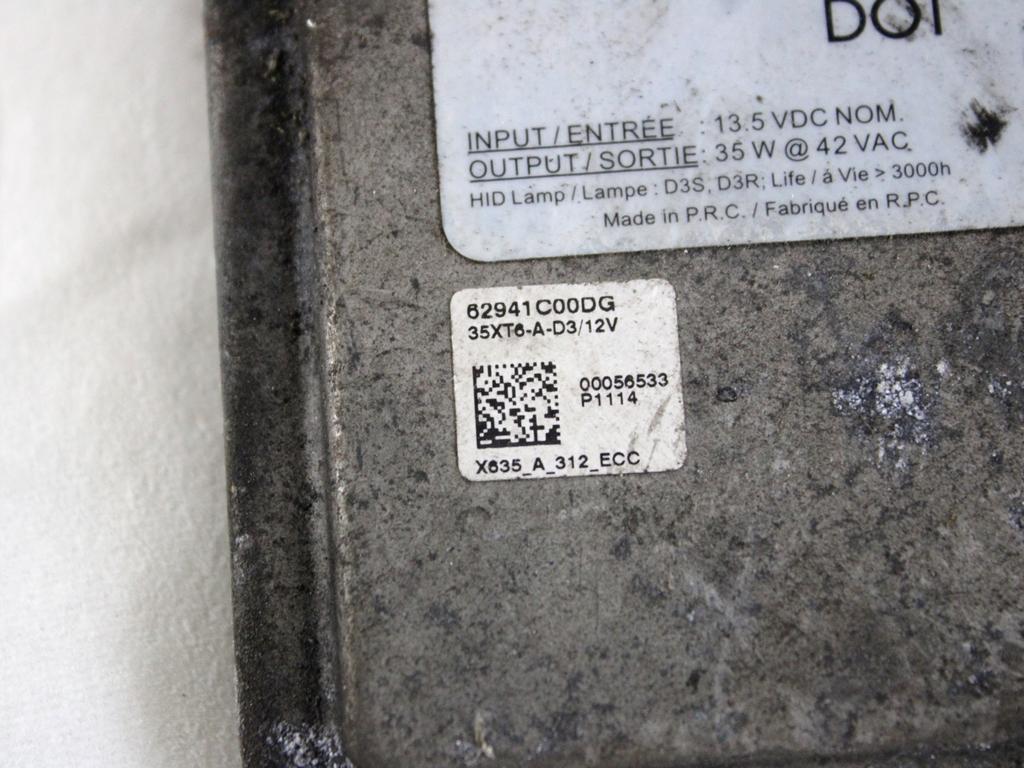 DOT
INPUT / ENTRÉE : 13.5 VDC NOM.
OUTPUT / SORTIE : 35 W @ 42 VAC
HID Lamp / Lampe : D3S, D3R; Life / á Vie > 3000h
Made in P.R.C. / Fabriqué en R.P.C.
62941C00DG
35XT6-A-D3/12V
00056533
P1114
X635_A_312_ECC